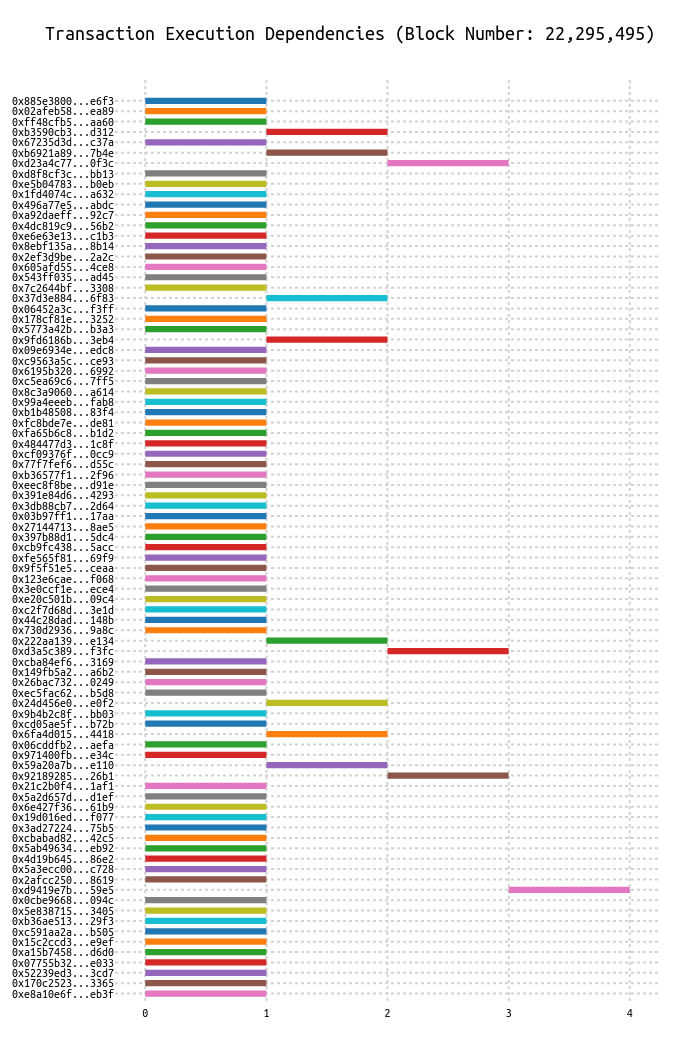 Transaction Execution Dependencies (Block Number: 22,295,495)
0x885e3800...e6f3
0x02afeb58...ea89
0xff48cfb5...aa60
0xb3590cb3...d312
0x67235d3d...c37a
0xb6921a89...7b4e
0xd23a4c77...0f3c
0xd8f8cf3c...bb13
0xe5b04783...b0eb
0x1fd4074c...a632
0x496a77e5...abdc
0xa92daeff...92c7
0x4dc819c9...56b2
0xe6e63e13...c1b3
0x8ebf135a...8b14
0x2ef3d9be...2a2c
0x605afd55...4ce8
0x543ff035...ad45
0x7c2644bf...3308
0x37d3e884...6f83
0x06452a3c...f3ff
0x178cf81e...3252
0x5773a42b...b3a3
0x9fd6186b...3eb4
0x09e6934e...edc8
0xc9563a5c...ce93
0x6195b320...6992
0xc5ea69c6...7ff5
0x8c3a9060...a614
0x99a4eeeb...fab8
0xb1b48508...83f4
0xfc8bde7e...de81
0xfa65b6c8...b1d2
0x484477d3...1c8f
0xcf09376f...0cc9
0x77f7fef6...d55c
0xb36577f1...2f96
0xeec8f8be...d91e
0x391e84d6...4293
0x3db88cb7...2d64
0x03b97ff1...17aa
0x27144713...8ae5
0x397b88d1...5dc4
0xcb9fc438...5acc
0xfe565f81...69f9
0x9f5f51e5...ceaa
0x123e6cae...f068
0x3e0ccf1e...ece4
0xe20c501b...09c4
0xc2f7d68d...3e1d
0x44c28dad...148b
0x730d2936...9a8c
0x222aa139...e134
0xd3a5c389...f3fc
0xcba84ef6...3169
0x149fb5a2...a6b2
0x26bac732...0249
0xec5fac62...b5d8
0x24d456e0...e0f2
0x9b4b2c8f...bb03
0xcd05ae5f...b72b
0x6fa4d015...4418
0x06cddfb2...aefa
0x971400fb...e34c
0x59a20a7b...e110
0x92189285...26b1
0x21c2b0f4...1af1
0x5a2d657d...d1ef
0x6e427f36...61b9
0x19d016ed...f077
0x3ad27224...75b5
0xcbabad82...42c5
0x5ab49634...eb92
0x4d19b645...86e2
0x5a3ecc00...c728
0x2afcc250...8619
0xd9419e7b...59e5
0x0cbe9668...094c
0x5e838715...3405
0xb36ae513...29f3
0xc591aa2a...b505
0x15c2ccd3...e9ef
0xa15b7458...d6d0
0x07755b32...e033
0x52239ed3...3cd7
0x170c2523...3365
0xe8a10e6f...eb3f
0 1 2 3 4